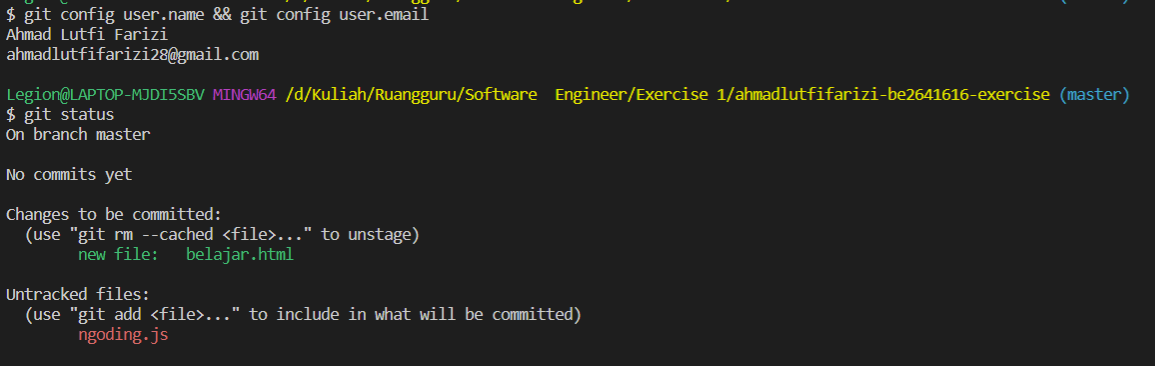 $ git config user.name && git config user.email
Ahmad Lutfi Farizi
ahmadlutfifarizi28@gmail.com
Legion@LAPTOP-MJDI5SBV MINGW64 /d/Kuliah/Ruangguru/Software  Engineer/Exercise 1/ahmadlutfifarizi-be2641616-exercise (master)
$ git status
On branch master
No commits yet
Changes to be committed:
  (use "git rm --cached <file>..." to unstage)
        new file:   belajar.html
Untracked files:
  (use "git add <file>..." to include in what will be committed)
        ngoding.js